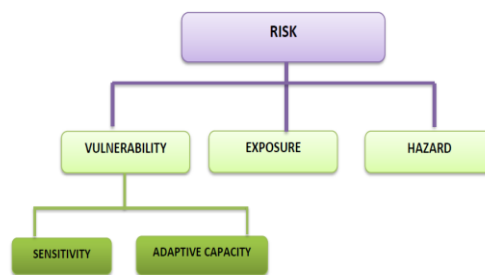 RISK
VULNERABILITY
EXPOSURE
HAZARD
SENSITIVITY
ADAPTIVE CAPACITY